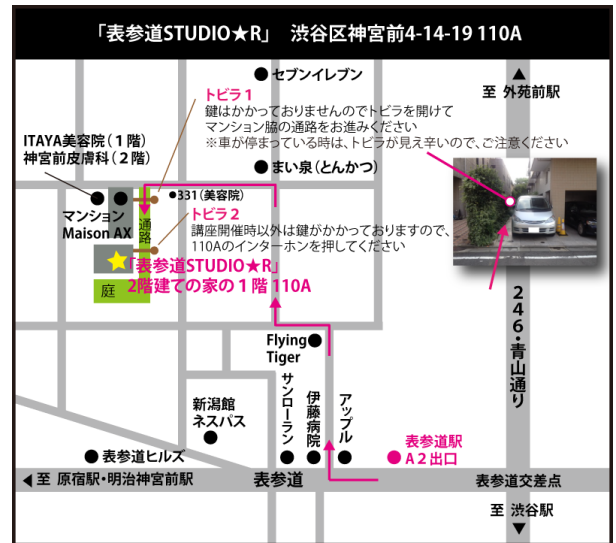 「表参道STUDIO★R」 渋谷区神宮前4-14-19 110A
セブンイレブン
至 外苑前駅
トビラ1
鍵はかかっておりませんのでトビラを開けて
マンション脇の通路をお進みください
※車が停まっている時は、トビラが見え辛いので、ご注意ください
ITAYA美容院(1階)
神宮前皮膚科(2階)
まい泉(とんかつ)
331(美容院)
マンション
Maison AX
通路
トビラ2
講座開催時以外は鍵がかかっておりますので、
110Aのインターホンを押してください
「表参道STUDIO★R」
2階建ての家の1階 110A
庭
246・青山通り
Flying
Tiger
サンローラン
伊藤病院
アップル
新潟館
ネスパス
表参道駅
A2出口
表参道ヒルズ
至 原宿駅・明治神宮前駅
表参道
表参道交差点
至 渋谷駅